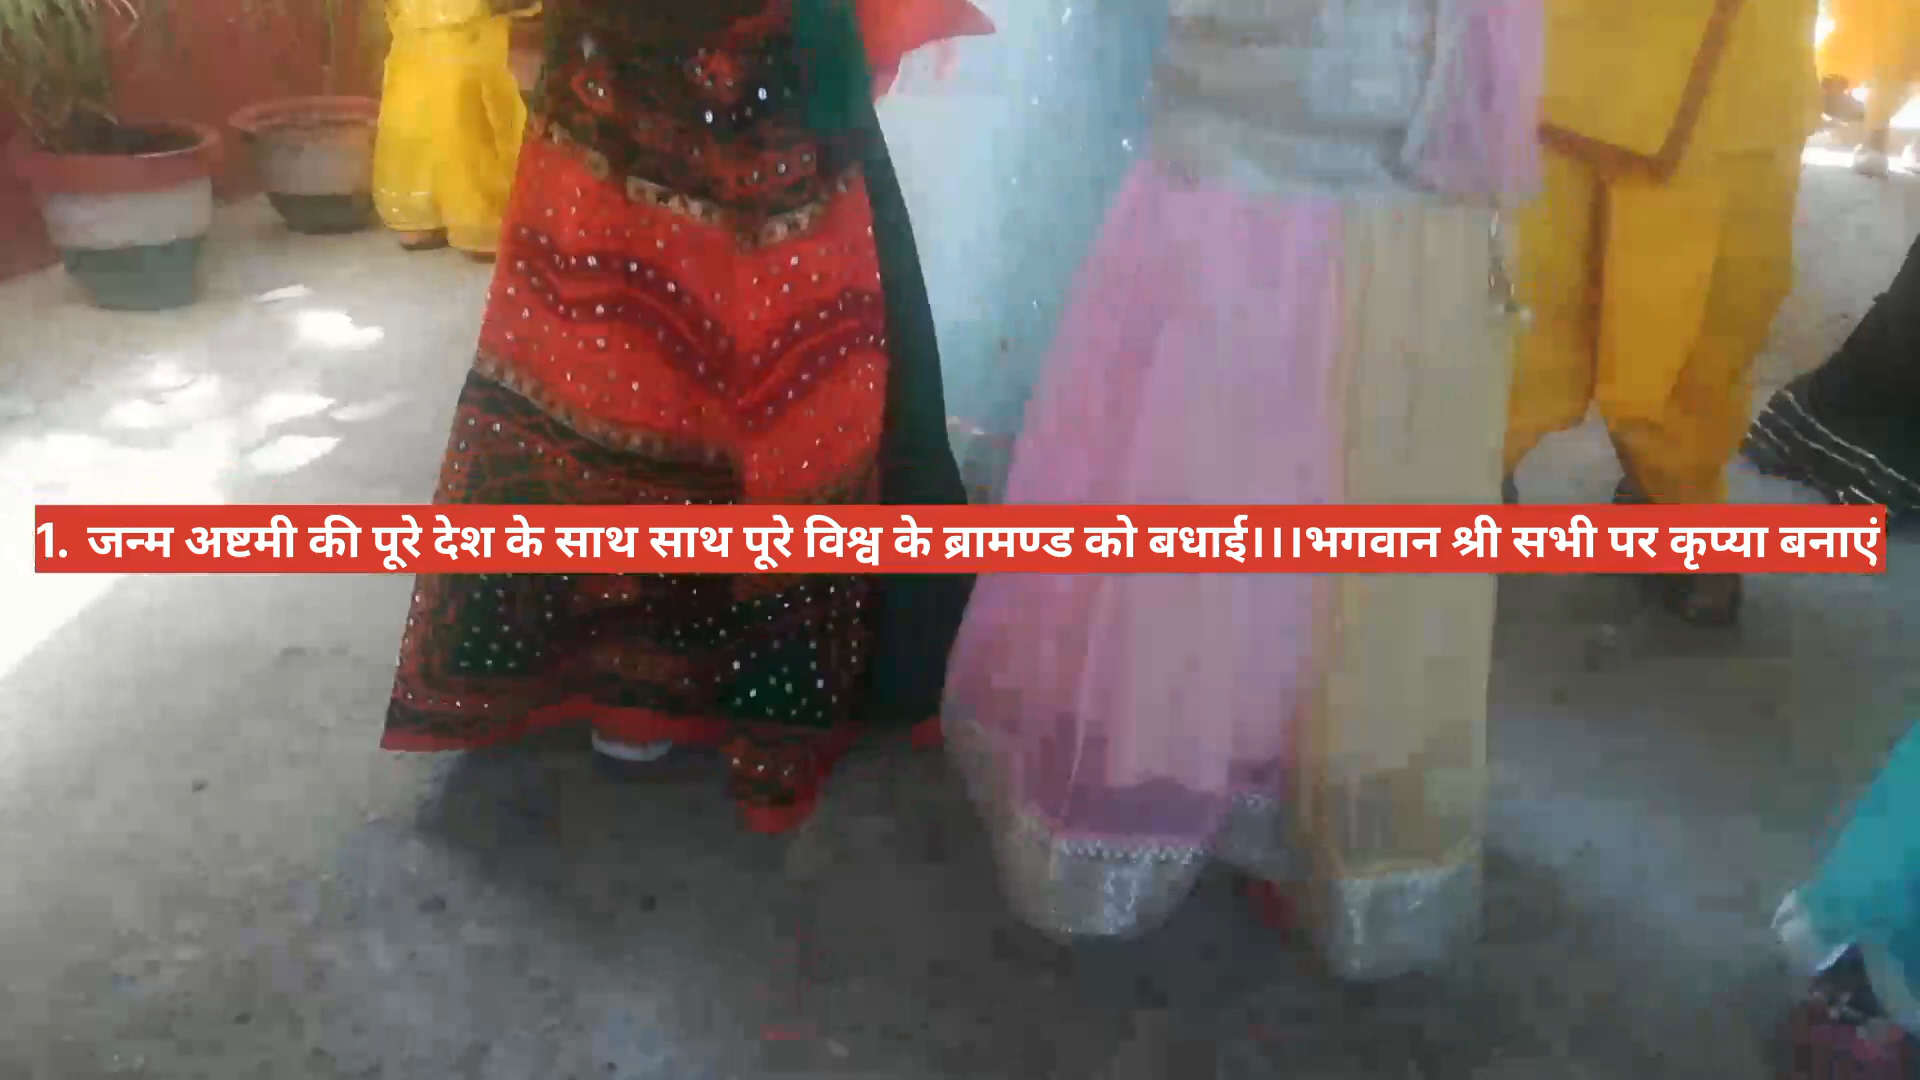 1. जन्म अष्टमी की पूरे देश के साथ साथ पूरे विश्व के ब्रामण्ड को बधाई।।।भगवान श्री सभी पर कृप्या बनाएं